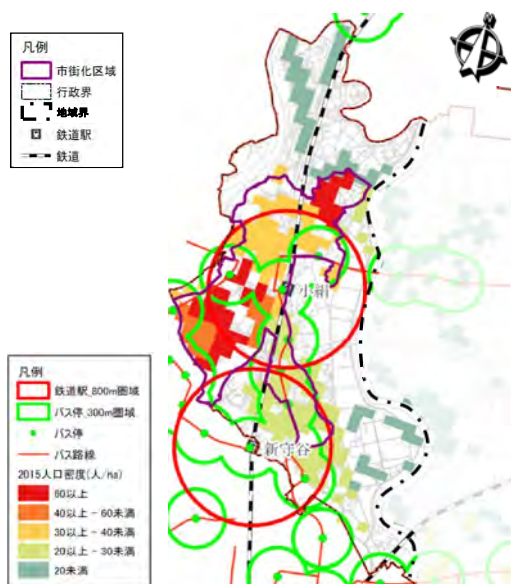 凡例
市街化区域
行政界
地域界
鉄道駅
鉄道
小絹
新守谷
凡例
鉄道駅_800m圏域
バス停_300m圏域
バス停
バス路線
2015人口密度(人/ha)
60以上
40以上 - 60未満
30以上 - 40未満
20以上 - 30未満
20未満